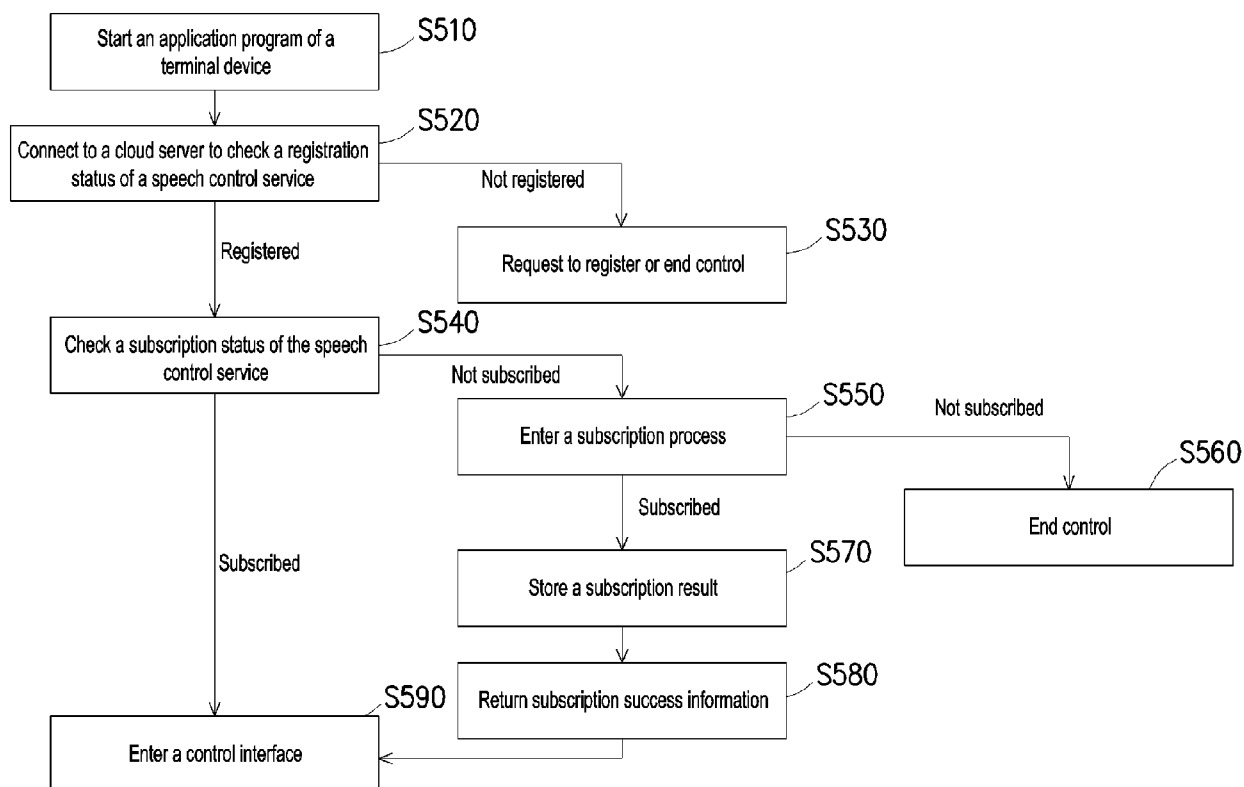 Start an application program of a
terminal device
S510
Connect to a cloud server to check a registration
status of a speech control service
S520
Not registered
Registered
Request to register or end control
S530
Check a subscription status of the speech
control service
S540
Not subscribed
Enter a subscription process
S550
Not subscribed
End control
S560
Subscribed
Subscribed
Store a subscription result
S570
Return subscription success information
S580
Enter a control interface
S590